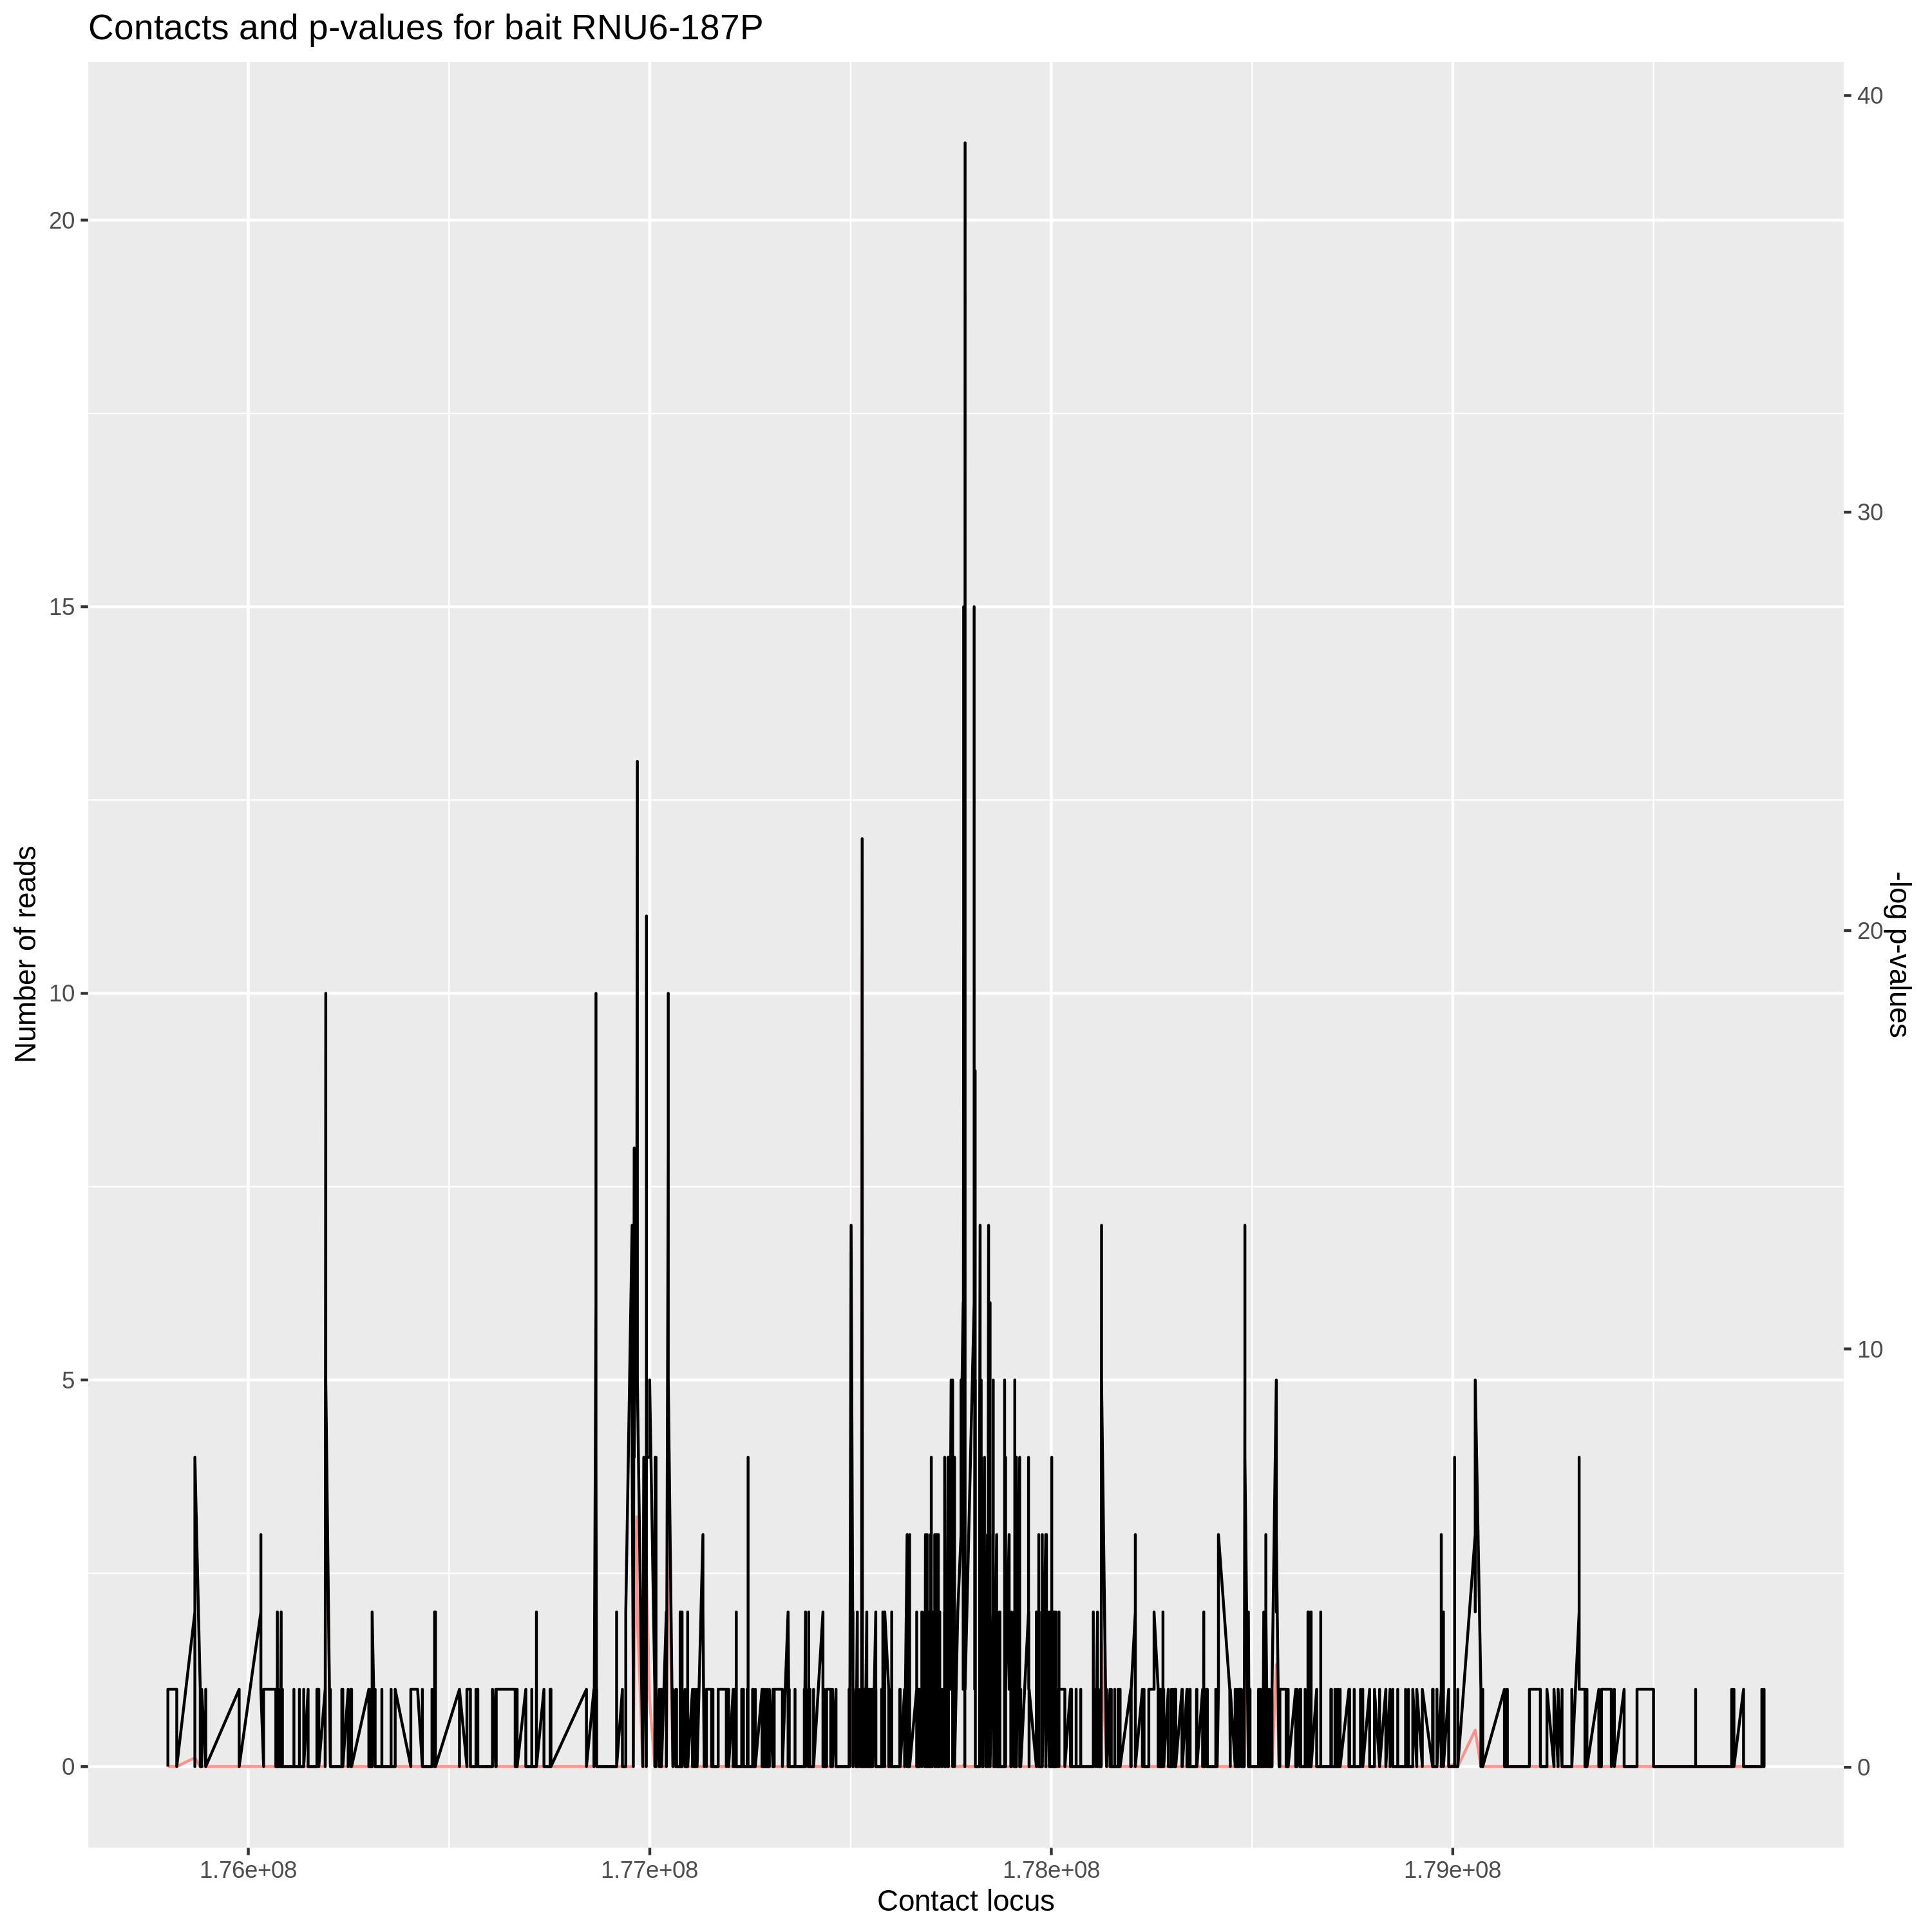 Contacts and p-values for bait RNU6-187P
Number of reads
20
15
10
5
0
40
30
20
10
0
-log p-values
1.76e+08
1.77e+08
1.78e+08
1.79e+08
Contact locus